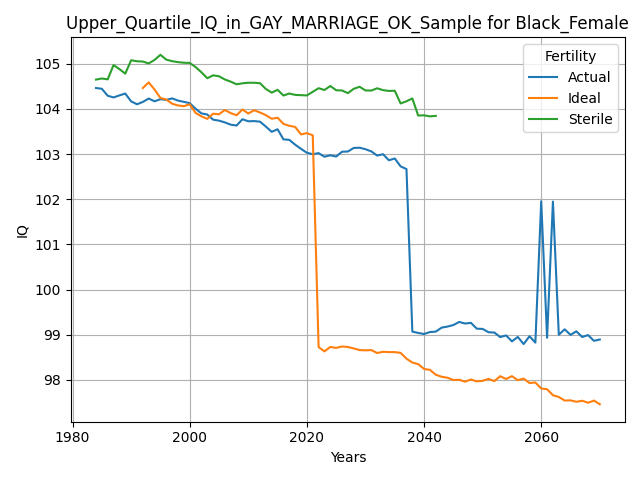 Upper_Quartile_IQ_in_GAY_MARRIAGE_OK_Sample for Black_Female
Fertility
Actual
Ideal
Sterile
IQ
105
104
103
102
101
100
99
98
1980
2000
2020
2040
2060
Years